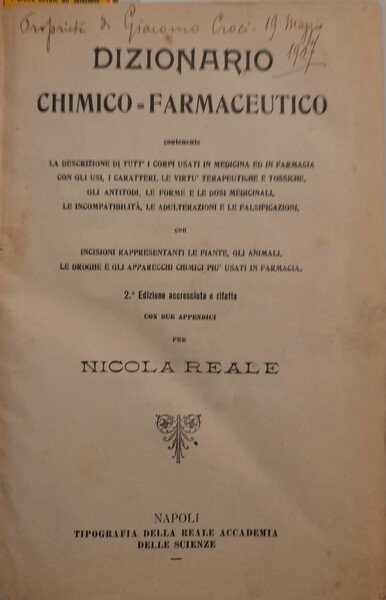 Proprietà di Giacomo Croci - 19 Maggio
1907
DIZIONARIO
CHIMICO-FARMACEUTICO
contenente
LA DESCRIZIONE DI TUTT' I CORPI USATI IN MEDICINA ED IN FARMACIA
CON GLI USI, I CARATTERI, LE VIRTU' TERAPEUTICHE E TOSSICHE,
GLI ANTIDOTI, LE FORME E LE DOSI MEDICINALI,
LE INCOMPATIBILITÀ, LE ADULTERAZIONI E LE FALSIFICAZIONI,
con
INCISIONI RAPPRESENTANTI LE PIANTE, GLI ANIMALI,
LE DROGHE E GLI APPARECCHI CHIMICI PIU' USATI IN FARMACIA.
2.ª Edizione accresciuta e rifatta
CON DUE APPENDICI
PER
NICOLA REALE
NAPOLI
TIPOGRAFIA DELLA REALE ACCADEMIA
DELLE SCIENZE